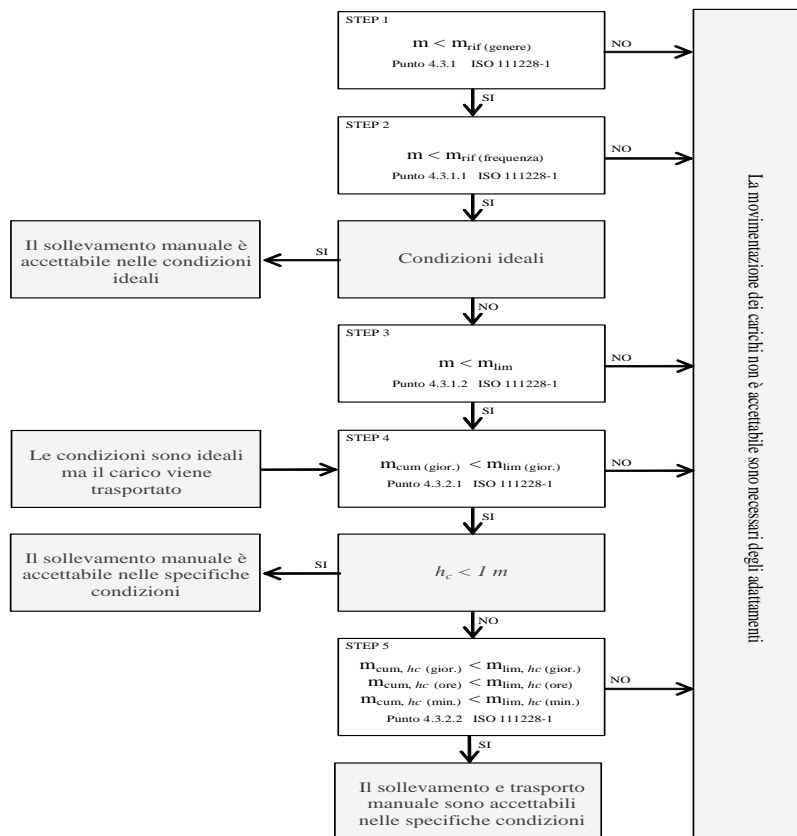 STEP 1
m < mrif (genere)
Punto 4.3.1 ISO 111228-1
NO
SI
STEP 2
m < mrif (frequenza)
Punto 4.3.1.1 ISO 111228-1
NO
SI
Il sollevamento manuale è
accettabile nelle condizioni
ideali
SI
Condizioni ideali
NO
STEP 3
m < mlim
Punto 4.3.1.2 ISO 111228-1
NO
SI
Le condizioni sono ideali
ma il carico viene
trasportato
STEP 4
mcum (gior.) < mlim (gior.)
Punto 4.3.2.1 ISO 111228-1
NO
SI
Il sollevamento manuale è
accettabile nelle specifiche
condizioni
SI
hc < 1 m
NO
STEP 5
mcum, hc (gior.) < mlim, hc (gior.)
mcum, hc (ore) < mlim, hc (ore)
mcum, hc (min.) < mlim, hc (min.)
Punto 4.3.2.2 ISO 111228-1
NO
SI
Il sollevamento e trasporto
manuale sono accettabili
nelle specifiche condizioni
La movimentazione dei carichi non è accettabile sono necessari degli adattamenti